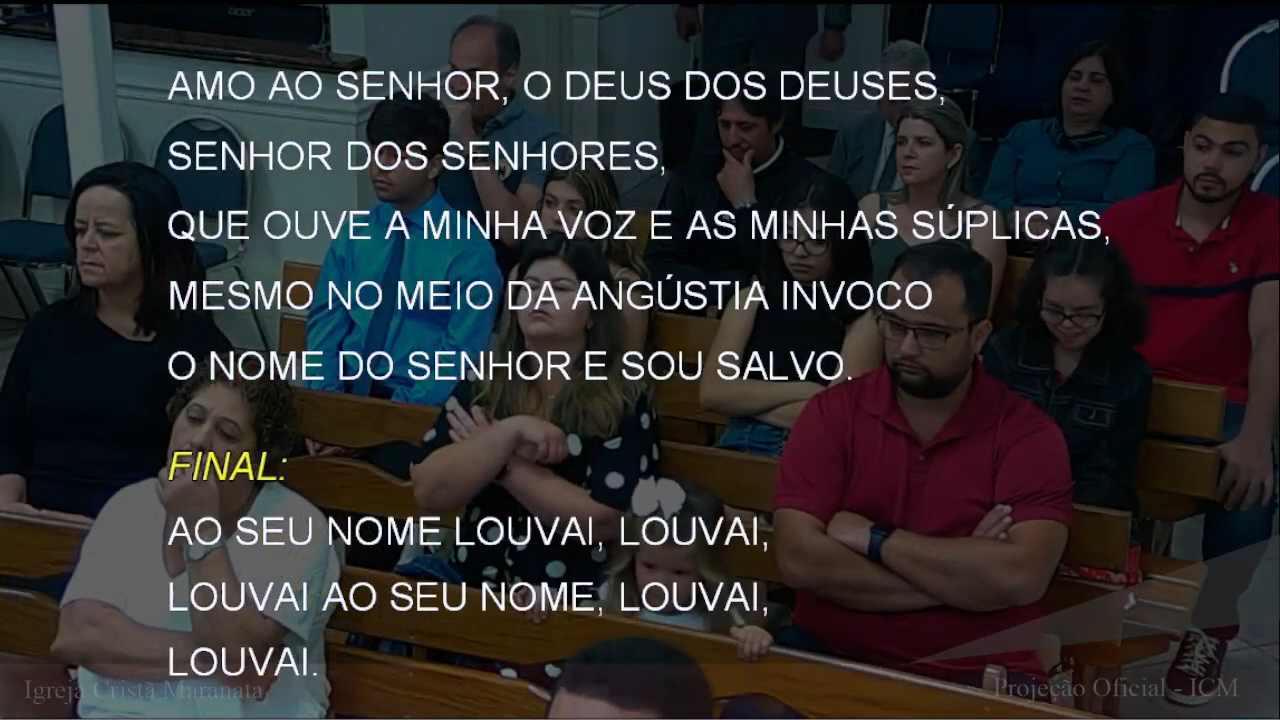 acer
AMO AO SENHOR, O DEUS DOS DEUSES,
SENHOR DOS SENHORES,
QUE OUVE A MINHA VOZ E AS MINHAS SÚPLICAS,
MESMO NO MEIO DA ANGÚSTIA INVOCO
O NOME DO SENHOR E SOU SALVO.
FINAL:
AO SEU NOME LOUVAI, LOUVAI,
LOUVAI AO SEU NOME, LOUVAI,
LOUVAI.
Igreja Cristã Maranata
Projeção Oficial - ICM